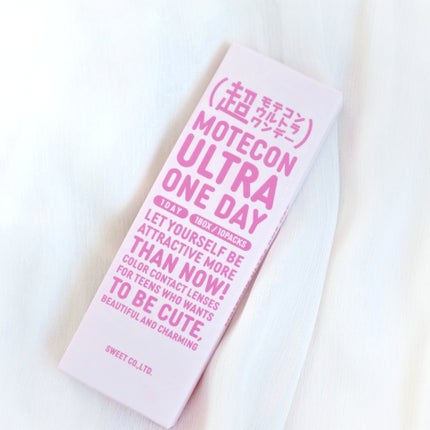 (超 モテコン
ウルトラ
ワンデー)
MOTECON
ULTRA
ONE DAY
1DAY 1BOX/10PACKS
LET YOURSELF BE
ATTRACTIVE MORE
THAN NOW!
COLOR CONTACT LENSES
FOR TEENS WHO WANTS
TO BE CUTE,
BEAUTIFUL AND CHARMING
SWEET CO.,LTD.